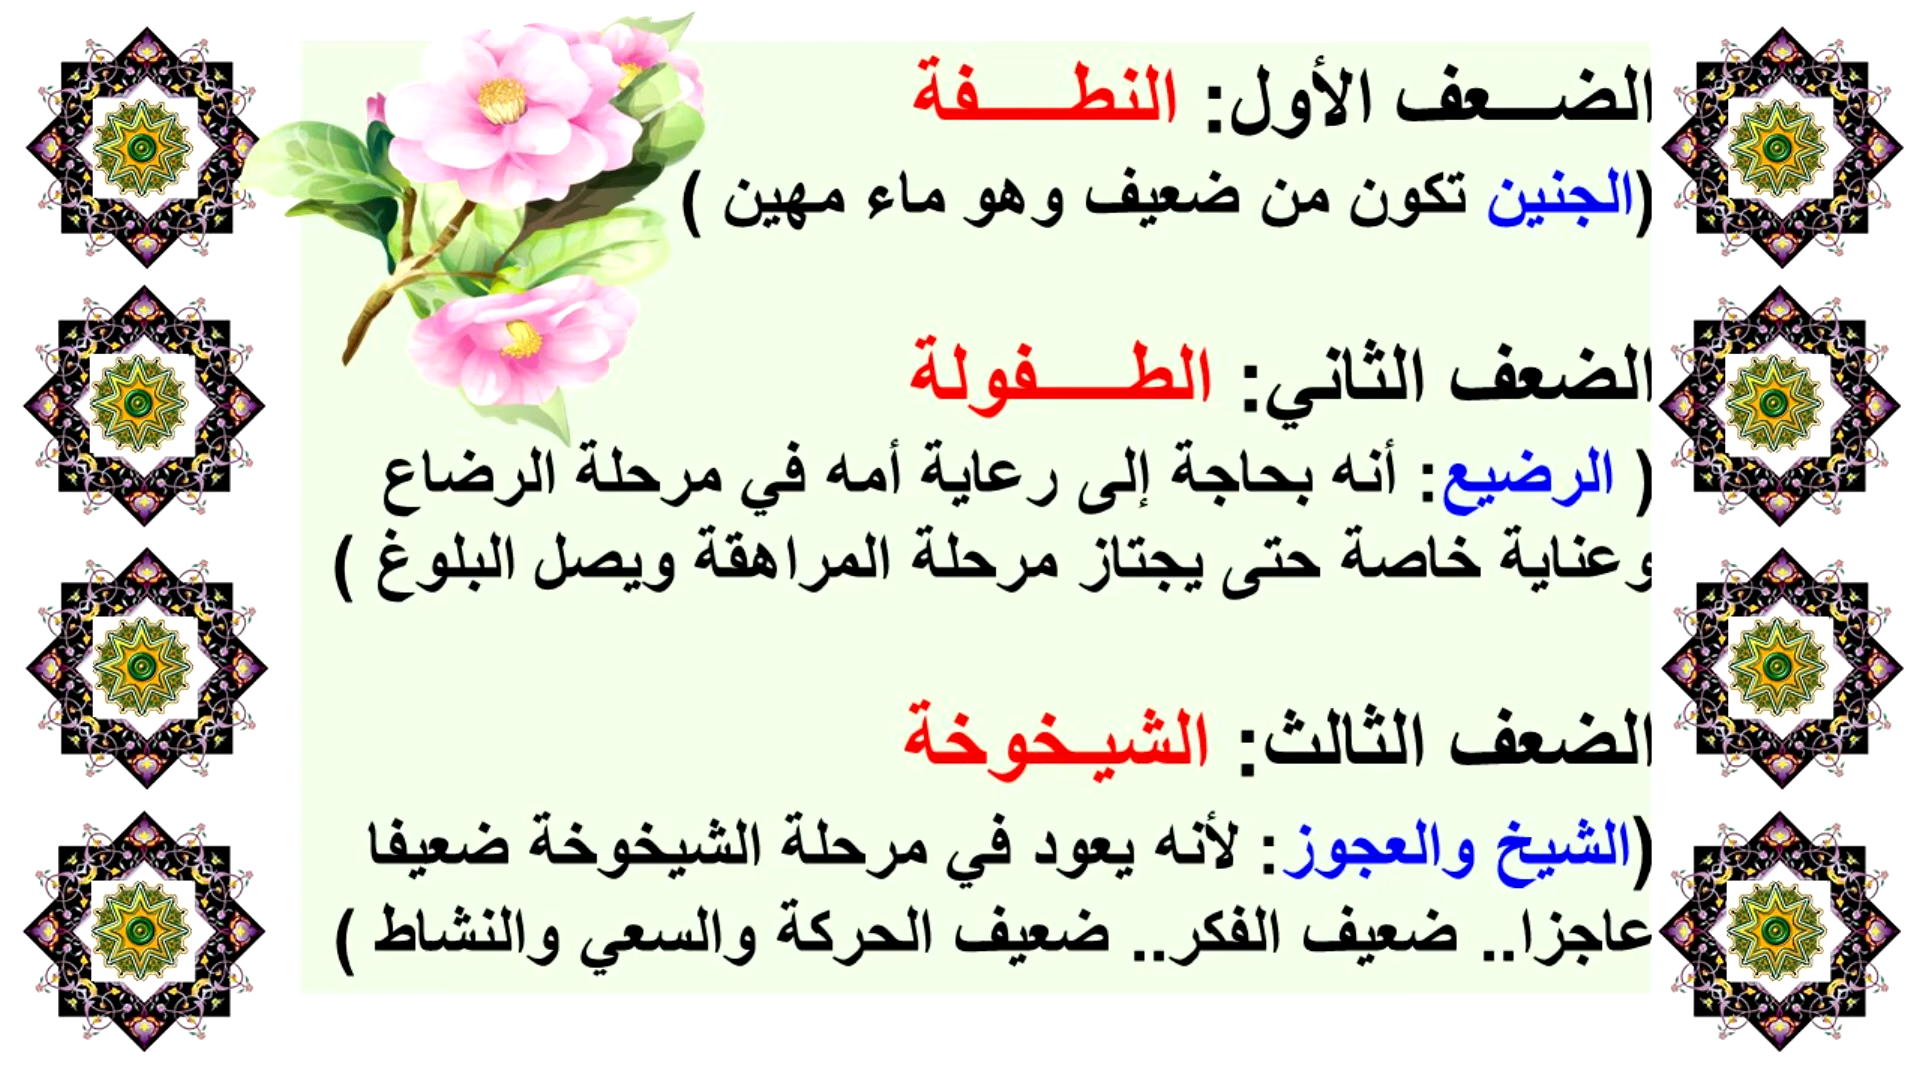 الضعف الأول: النطفة
(الجنين تكون من ضعيف وهو ماء مهين )
الضعف الثاني: الطفولة
( الرضيع: أنه بحاجة إلى رعاية أمه في مرحلة الرضاع
وعناية خاصة حتى يجتاز مرحلة المراهقة ويصل البلوغ )
الضعف الثالث: الشيخوخة
(الشيخ والعجوز: لأنه يعود في مرحلة الشيخوخة ضعيفا
عاجزا.. ضعيف الفكر.. ضعيف الحركة والسعي والنشاط )